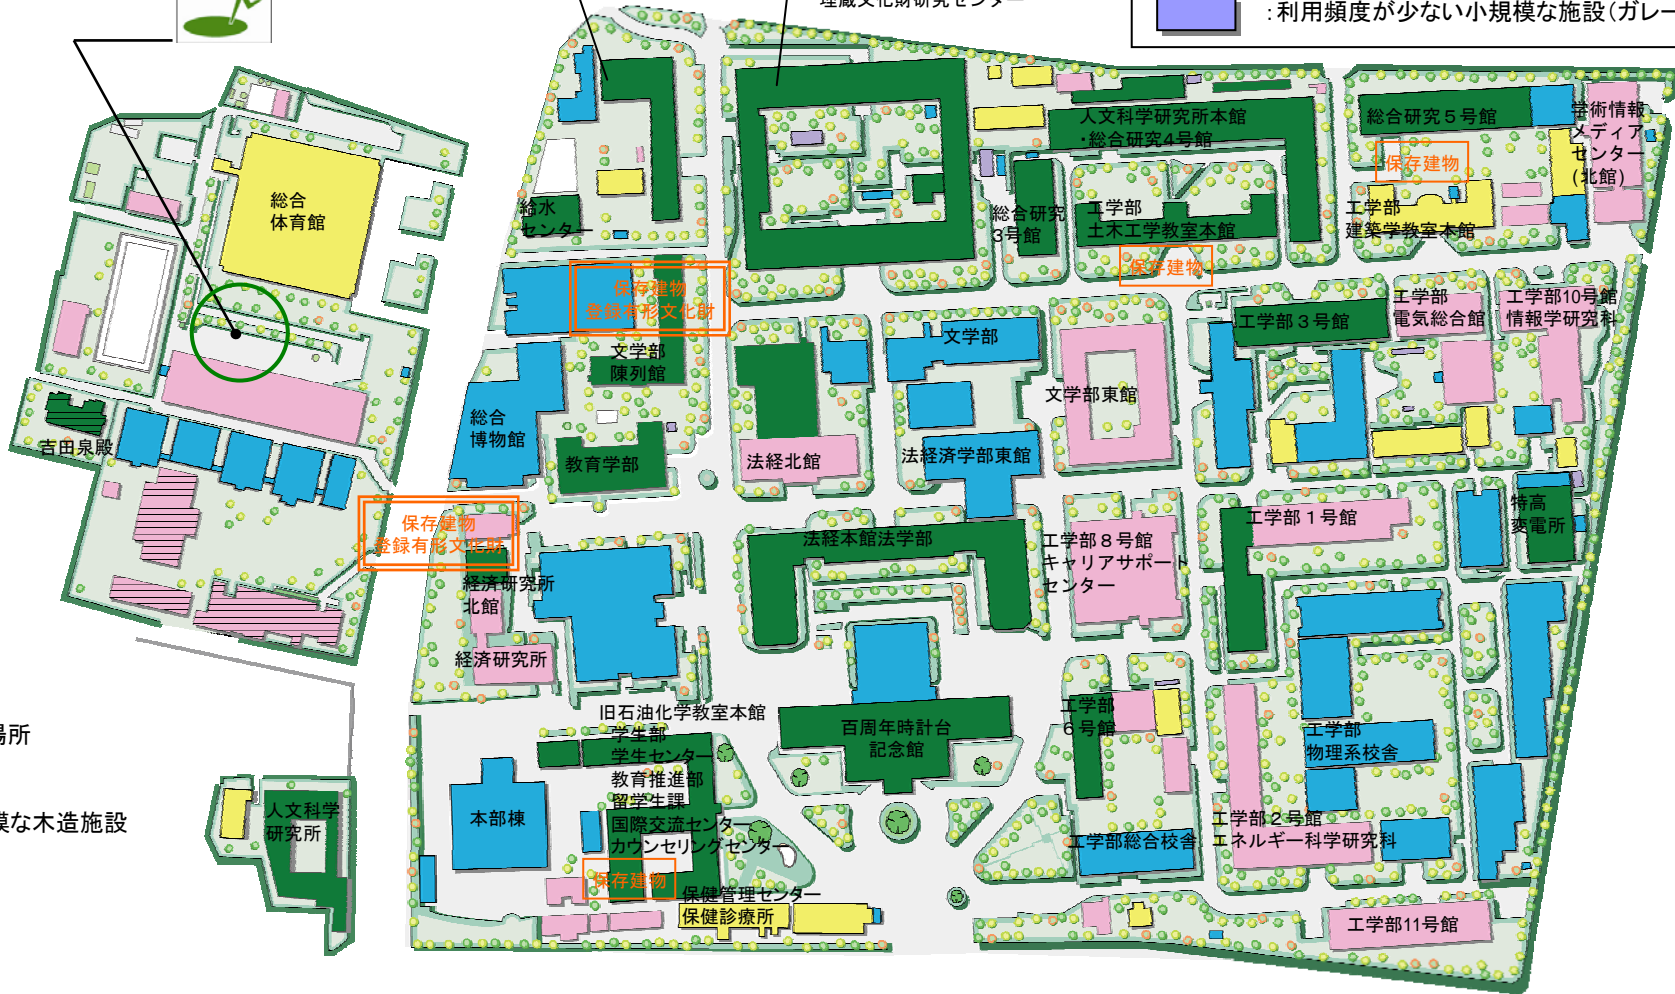 埋蔵文化財研究センター
：利用頻度が少ない小規模な施設（ガレー
人文科学研究所本館
・総合研究4号館
総合研究５号館
学術情報
メディア
センター
(北館)
保存建物
総合
体育館
給水
センター
総合研究
3号館
工学部
土木工学教室本館
工学部
建築学教室本館
保存建物
保存建物
登録有形文化財
工学部３号館
工学部
電気総合館
工学部10号館
情報学研究科
文学部
陳列館
文学部
文学部東館
総合
博物館
教育学部
法経北館
法経済学部東館
吉田泉殿
保存建物
登録有形文化財
経済研究所
北館
経済研究所
法経本館法学部
工学部８号館
キャリアサポート
センター
工学部１号館
特高
変電所
場所
模な木造施設
人文科学
研究所
旧石油化学教室本館
学生部
学生センター
教育推進部
留学生課
国際交流センター
カウンセリングセンター
本部棟
保存建物
保健管理センター
保健診療所
百周年時計台
記念館
工学部
６号館
工学部総合校舎
工学部
物理系校舎
工学部２号館
エネルギー科学研究科
工学部11号館